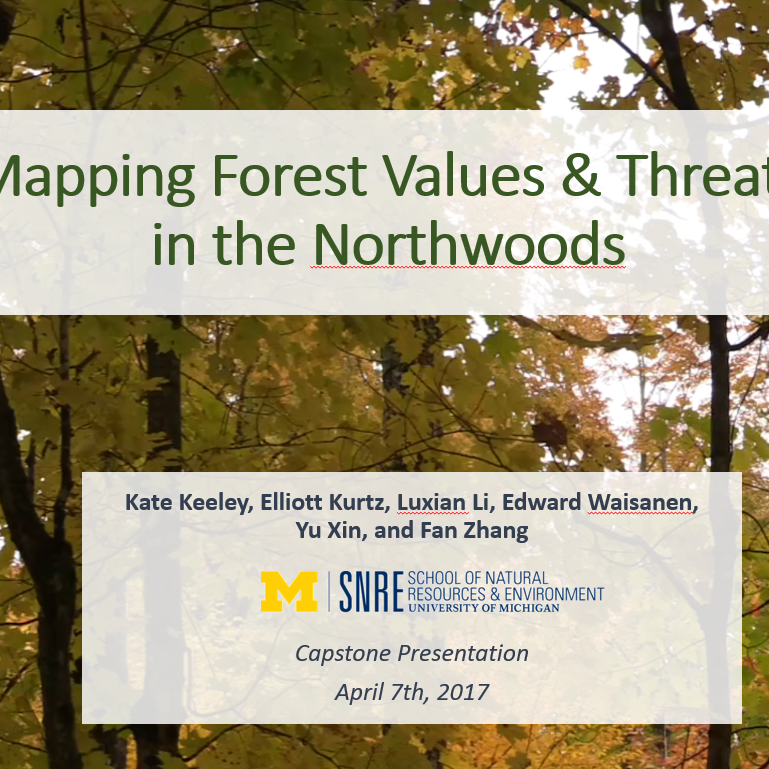 Mapping Forest Values & Threat
in the Northwoods
Kate Keeley, Elliott Kurtz, Luxian Li, Edward Waisanen,
Yu Xin, and Fan Zhang
M SNRE SCHOOL OF NATURAL
RESOURCES & ENVIRONMENT
UNIVERSITY OF MICHIGAN
Capstone Presentation
April 7th, 2017